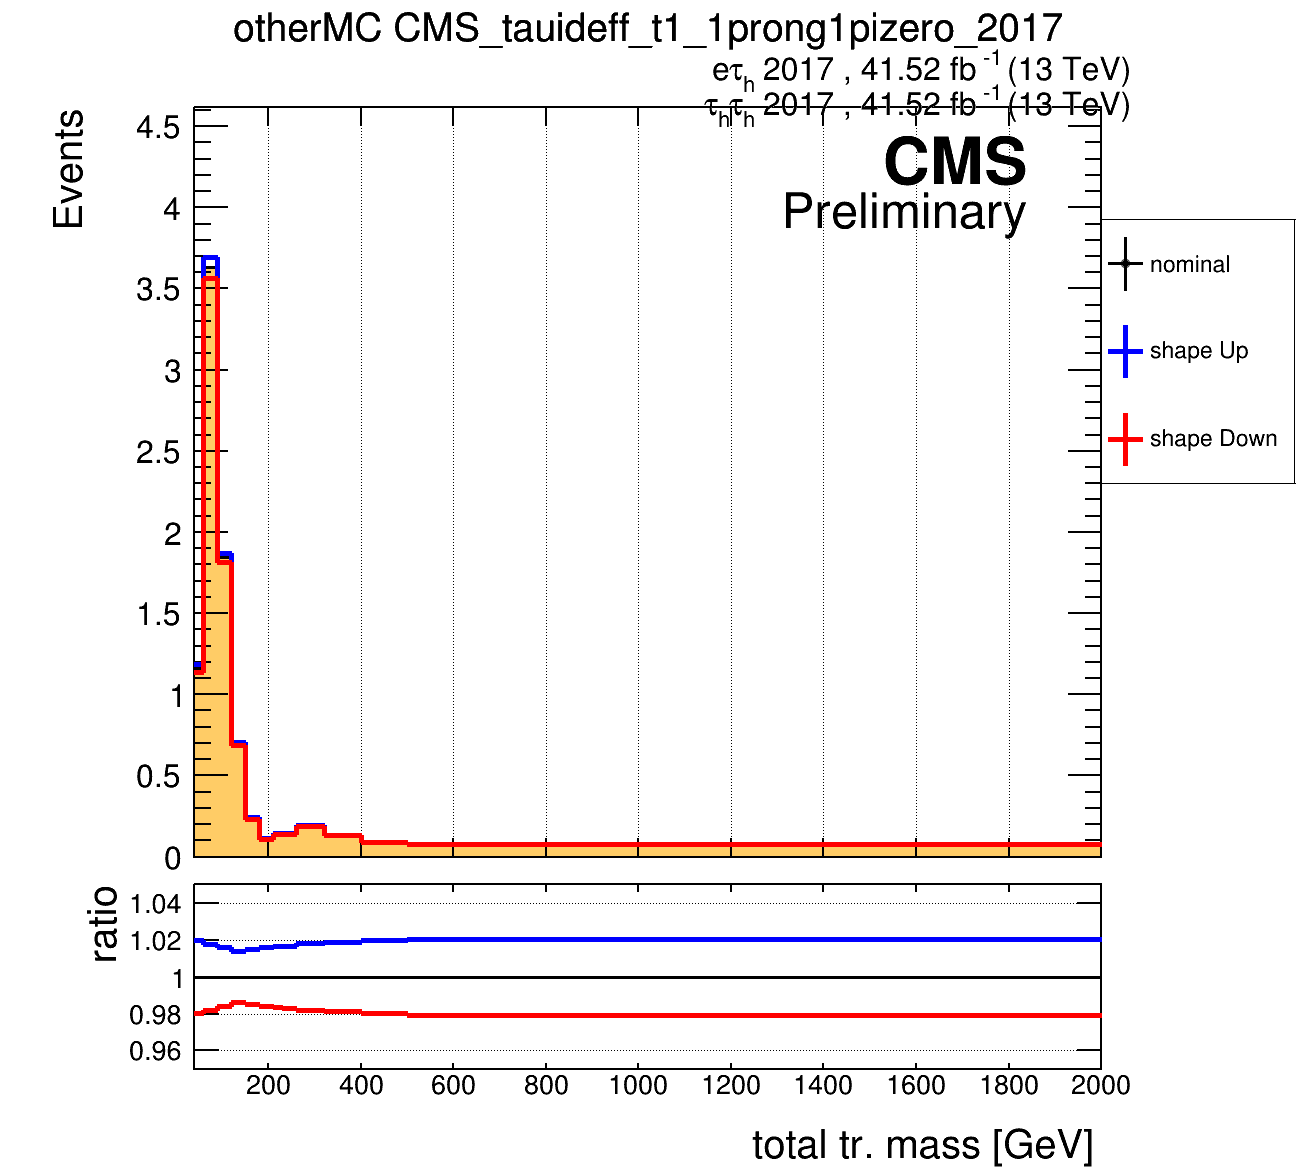 otherMC CMS_tauideff_t1_1prong1pizero_2017
eτh 2017 , 41.52 fb -1 (13 TeV)
τhτh 2017 , 41.52 fb -1 (13 TeV)
CMS
Preliminary
Events
4.5
4
3.5
3
2.5
2
1.5
1
0.5
0
nominal
shape Up
shape Down
ratio
1.04
1.02
1
0.98
0.96
200 400 600 800 1000 1200 1400 1600 1800 2000
total tr. mass [GeV]